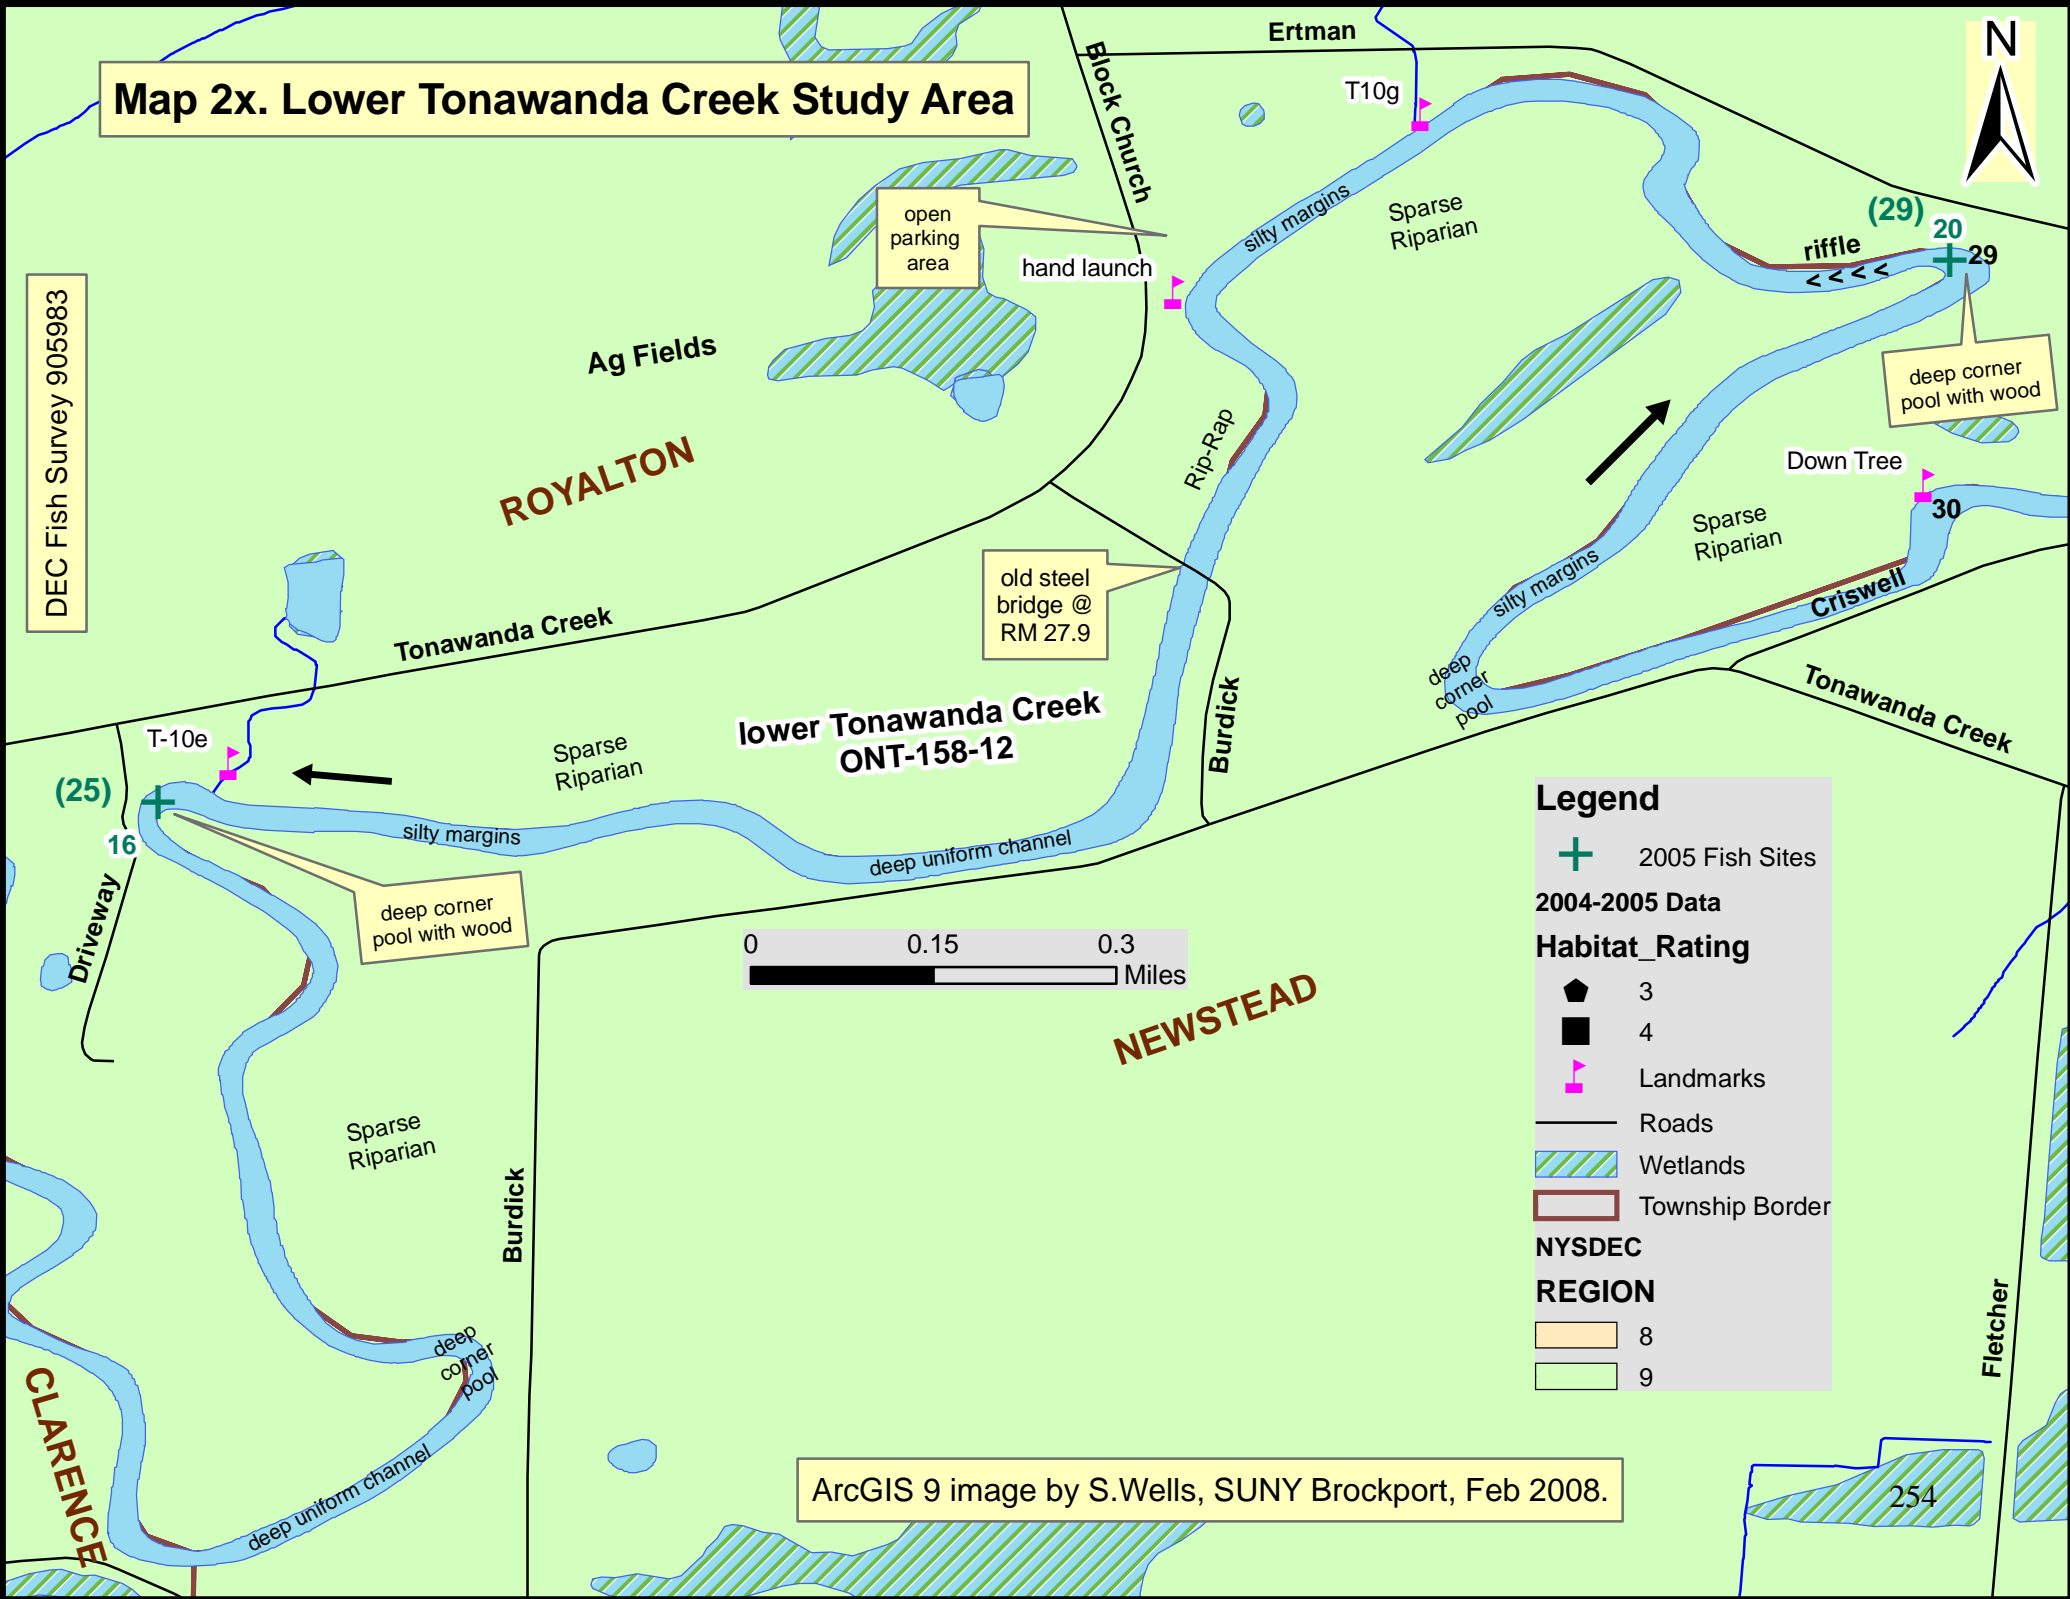 Map 2x. Lower Tonawanda Creek Study Area
Ertman
N
Block Church
T10g
open
parking
area
hand launch
silty margins
Sparse
Riparian
(29)
20
29
riffle
< < < <
deep corner
pool with wood
DEC Fish Survey 905983
Ag Fields
ROYALTON
Rip-Rap
Down Tree
30
Sparse
Riparian
silty margins
Criswell
old steel
bridge @
RM 27.9
Tonawanda Creek
deep
corner
pool
Tonawanda Creek
Burdick
lower Tonawanda Creek
ONT-158-12
T-10e
Sparse
Riparian
(25)
16
silty margins
deep uniform channel
Driveway
deep corner
pool with wood
0 0.15 0.3
Miles
NEWSTEAD
Legend
2005 Fish Sites
2004-2005 Data
Habitat_Rating
3
4
Landmarks
Roads
Wetlands
Township Border
NYSDEC
REGION
8
9
Sparse
Riparian
Burdick
Fletcher
deep
corner
pool
CLARENCE
deep uniform channel
ArcGIS 9 image by S.Wells, SUNY Brockport, Feb 2008.
254